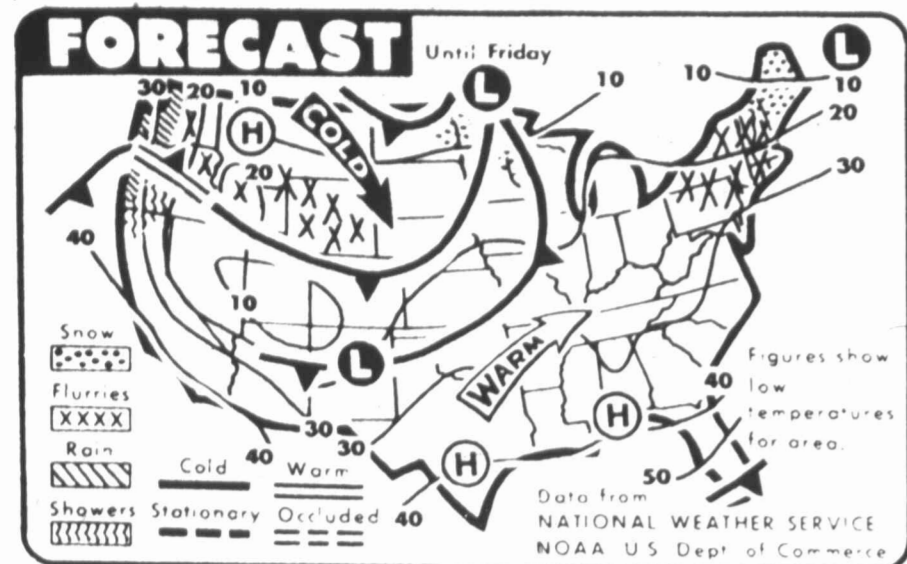 FORECAST
Until Friday
L
30 20 10
H
COLD
L
10
10
10
20
20
30
40
10
Snow
Flurries
XXXX
Rain
Showers
Cold
Warm
Stationary
Occluded
L
WARM
30
30
40
H
40
H
40
50
Figures show
low
temperatures
for area.
Data from
NATIONAL WEATHER SERVICE
NOAA US Dept of Commerce